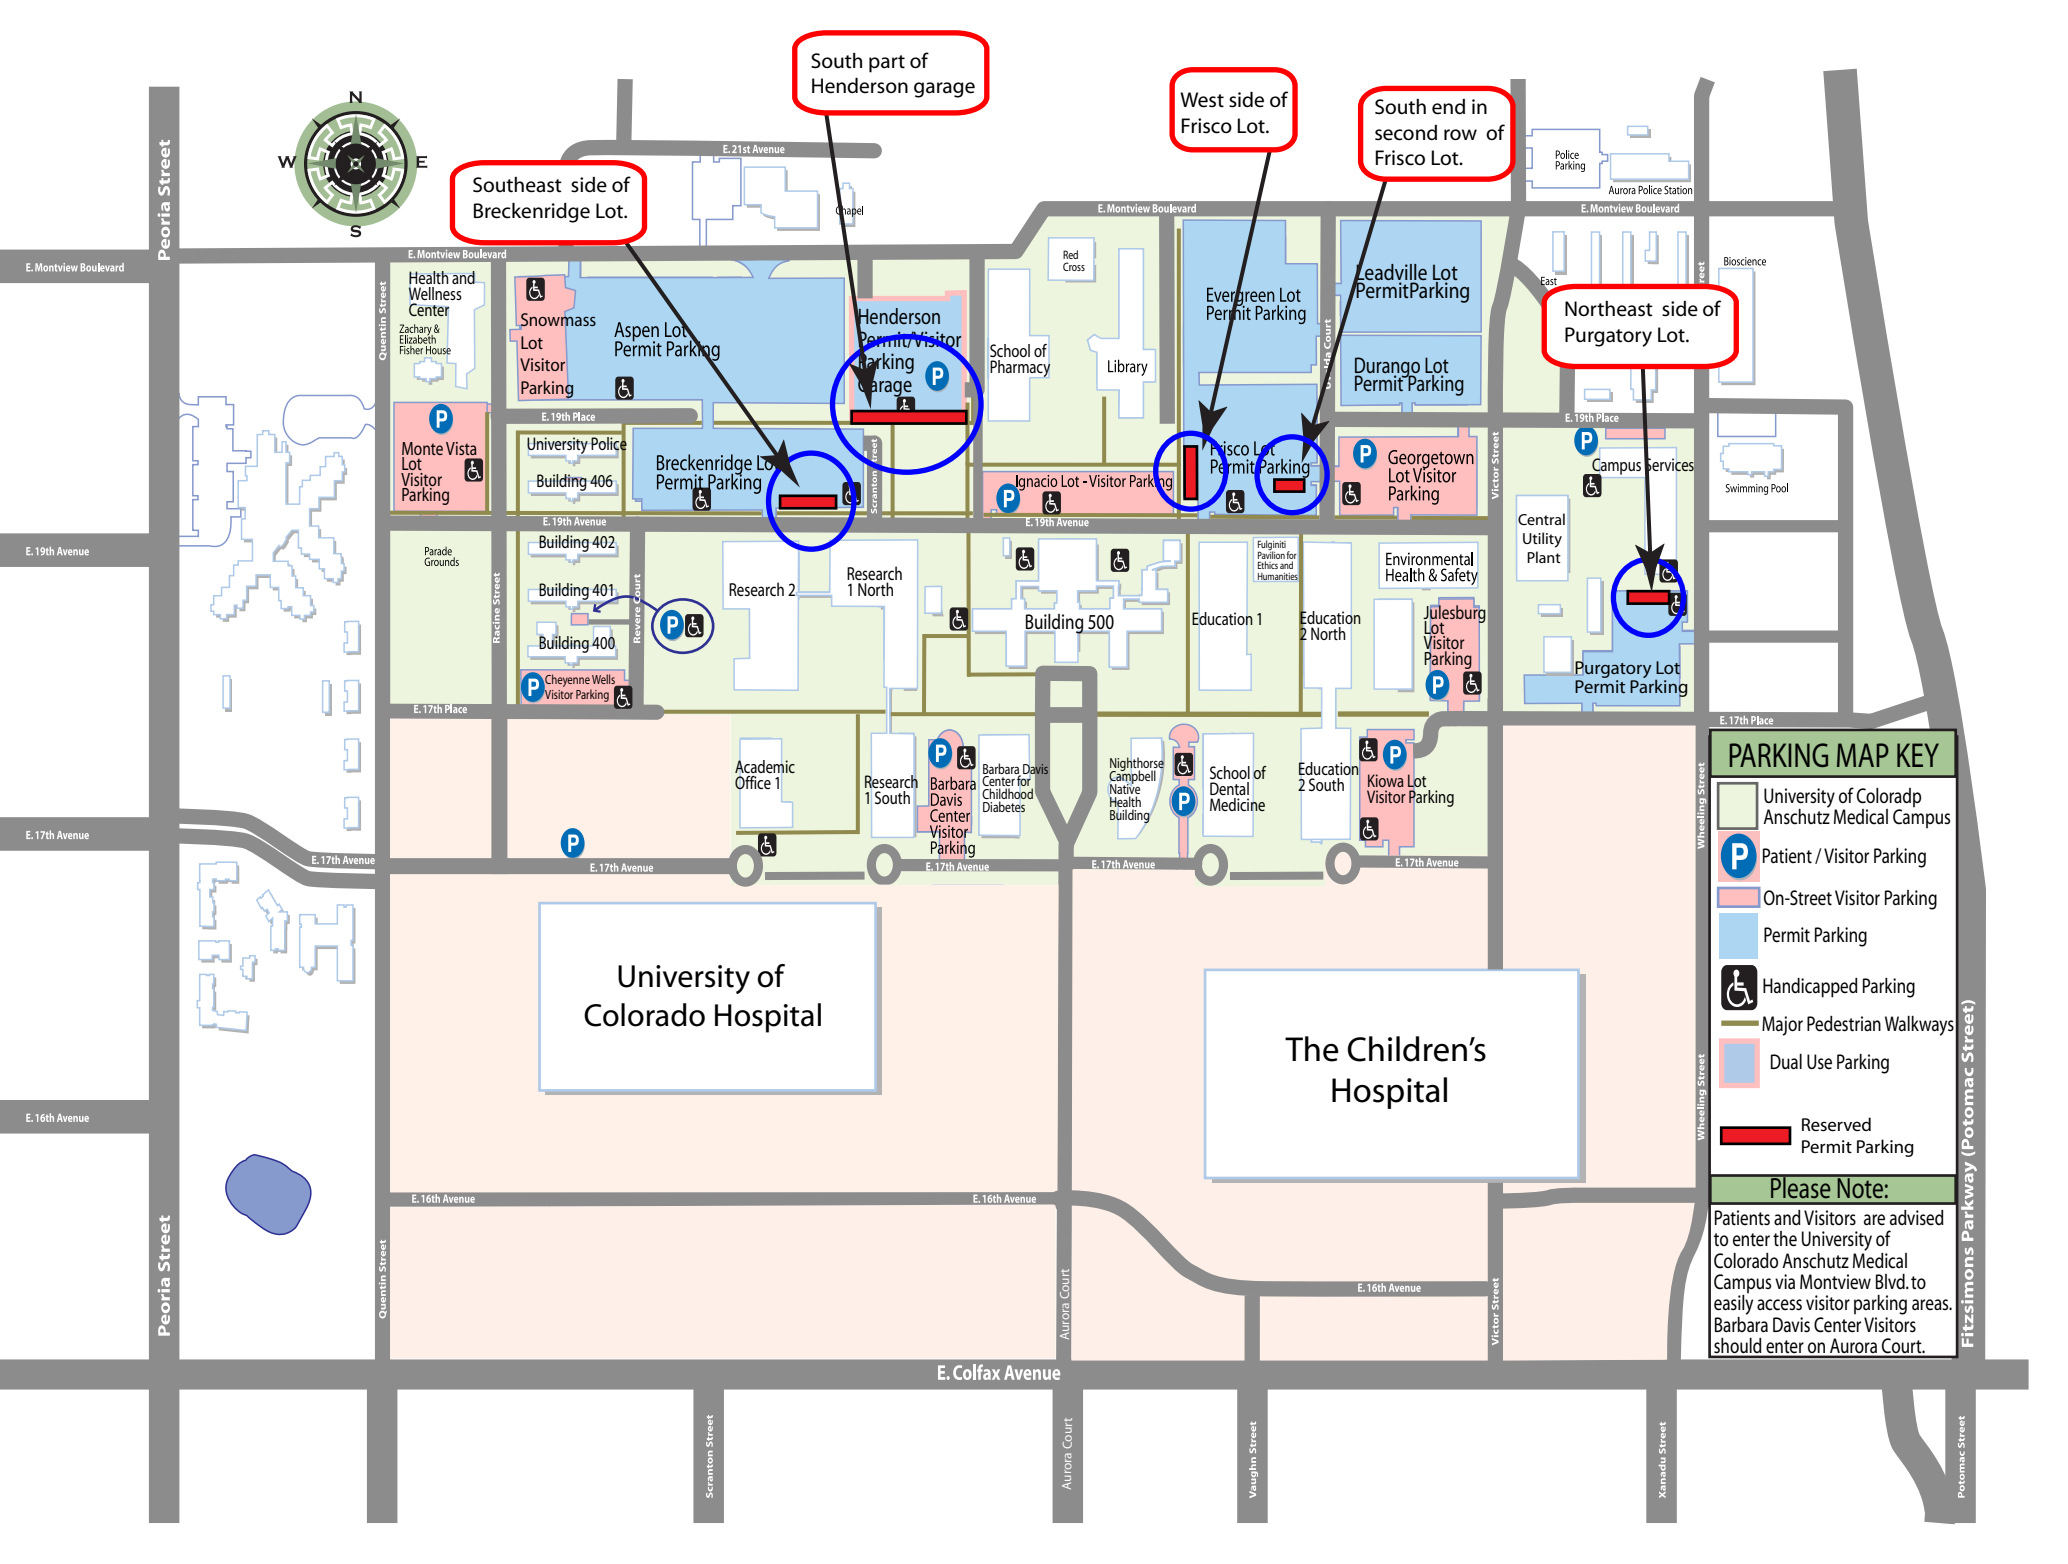 South part of
Henderson garage
West side of
Frisco Lot.
South end in
second row of
Frisco Lot.
Southeast side of
Breckenridge Lot.
Northeast side of
Purgatory Lot.
N
W
E
S
Peoria Street
E. 21st Avenue
Chapel
Police
Parking
Aurora Police Station
E. Montview Boulevard
E. Montview Boulevard
E. Montview Boulevard
E. Montview Boulevard
Bioscience
East
Health and
Wellness
Center
Zachary &
Elizabeth
Fisher House
Quentin Street
Snowmass
Lot
Visitor
Parking
Aspen Lot
Permit Parking
Henderson
Permit/Visitor
Parking
Garage
P
Red
Cross
School of
Pharmacy
Library
Evergreen Lot
Permit Parking
Leadville Lot
PermitParking
Durango Lot
Permit Parking
Court
Street
E. 19th Place
E. 19th Place
P
Monte Vista
Lot
Visitor
Parking
University Police
Building 406
Breckenridge Lo
Permit Parking
Scranton Street
P
Ignacio Lot - Visitor Parking
Frisco Lot
Permit Parking
P
Georgetown
Lot Visitor
Parking
Victor Street
P
Campus Services
Swimming Pool
E. 19th Avenue
E. 19th Avenue
E. 19th Avenue
Central
Utility
Plant
Parade
Grounds
Racine Street
Building 402
Building 401
Building 400
Revere Court
P
P
Cheyenne Wells
Visitor Parking
Research 2
Research
1 North
Building 500
Education 1
Fulginiti
Pavilion for
Ethics and
Humanities
Education
2 North
Environmental
Health & Safety
Julesburg
Lot
Visitor
Parking
P
Purgatory Lot
Permit Parking
E. 17th Place
E. 17th Place
Academic
Office 1
Research
1 South
P
Barbara
Davis
Center
Visitor
Parking
Barbara Davis
Center for
Childhood
Diabetes
Nighthorse
Campbell
Native
Health
Building
P
School of
Dental
Medicine
Education
2 South
P
Kiowa Lot
Visitor Parking
P
E. 17th Avenue
E. 17th Avenue
E. 17th Avenue
E. 17th Avenue
E. 17th Avenue
E. 17th Avenue
Wheeling Street
Wheeling Street
University of
Colorado Hospital
The Children's
Hospital
PARKING MAP KEY
University of Coloradp
Anschutz Medical Campus
P
Patient / Visitor Parking
On-Street Visitor Parking
Permit Parking
Handicapped Parking
Major Pedestrian Walkways
Dual Use Parking
Reserved
Permit Parking
Please Note:
Patients and Visitors are advised
to enter the University of
Colorado Anschutz Medical
Campus via Montview Blvd. to
easily access visitor parking areas.
Barbara Davis Center Visitors
should enter on Aurora Court.
Fitzsimons Parkway (Potomac Street)
E. 16th Avenue
E. 16th Avenue
E. 16th Avenue
E. 16th Avenue
Peoria Street
Quentin Street
Aurora Court
Victor Street
E. Colfax Avenue
Scranton Street
Aurora Court
Vaughn Street
Xanadu Street
Potomac Street